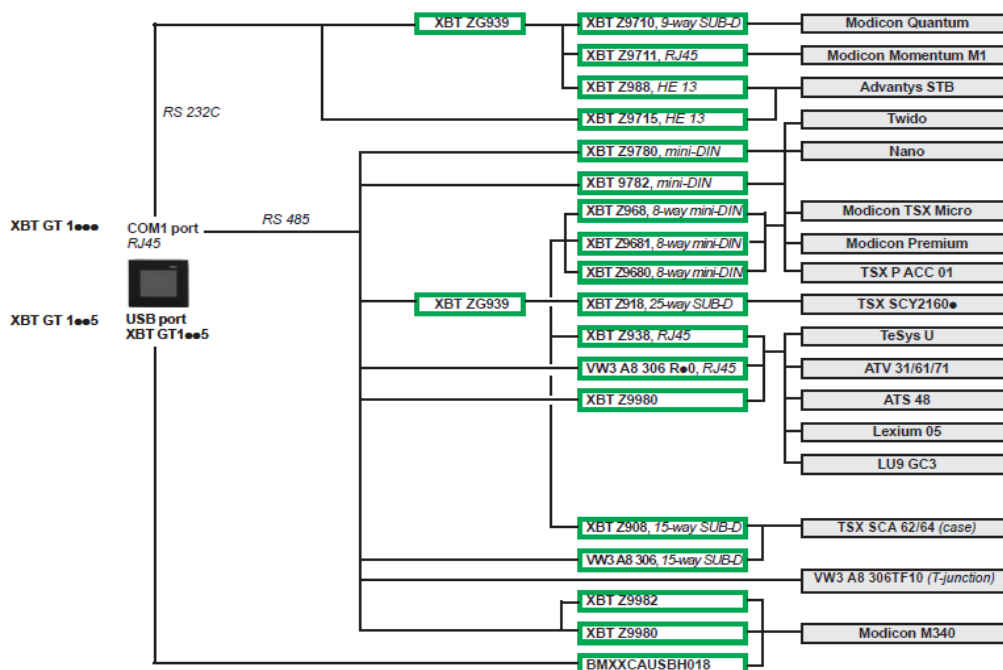 XBT ZG939
XBT Z9710, 9-way SUB-D
Modicon Quantum
XBT Z9711, RJ45
Modicon Momentum M1
XBT Z988, HE 13
Advantys STB
RS 232C
XBT Z9715, HE 13
Twido
XBT Z9780, mini-DIN
Nano
XBT 9782, mini-DIN
XBT Z968, 8-way mini-DIN
Modicon TSX Micro
XBT GT 1●●●
COM1 port
RJ45
RS 485
XBT Z9681, 8-way mini-DIN
Modicon Premium
XBT Z9680, 8-way mini-DIN
TSX P ACC 01
XBT ZG939
XBT Z918, 25-way SUB-D
TSX SCY2160●
XBT GT 1●●5
USB port
XBT GT1●●5
XBT Z938, RJ45
TeSys U
VW3 A8 306 R●0, RJ45
ATV 31/61/71
XBT Z9980
ATS 48
Lexium 05
LU9 GC3
XBT Z908, 15-way SUB-D
TSX SCA 62/64 (case)
VW3 A8 306, 15-way SUB-D
VW3 A8 306TF10 (T-junction)
XBT Z9982
XBT Z9980
Modicon M340
BMXXCAUSBH018